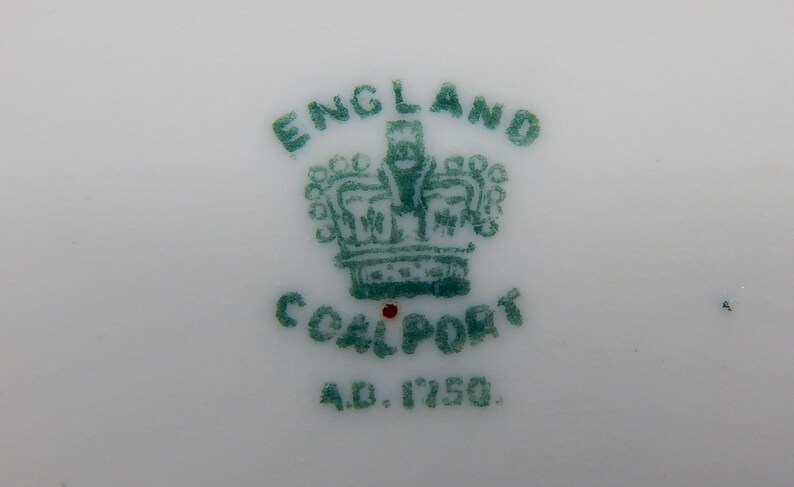 ENGLAND
COALPORT
A.D. 1750.